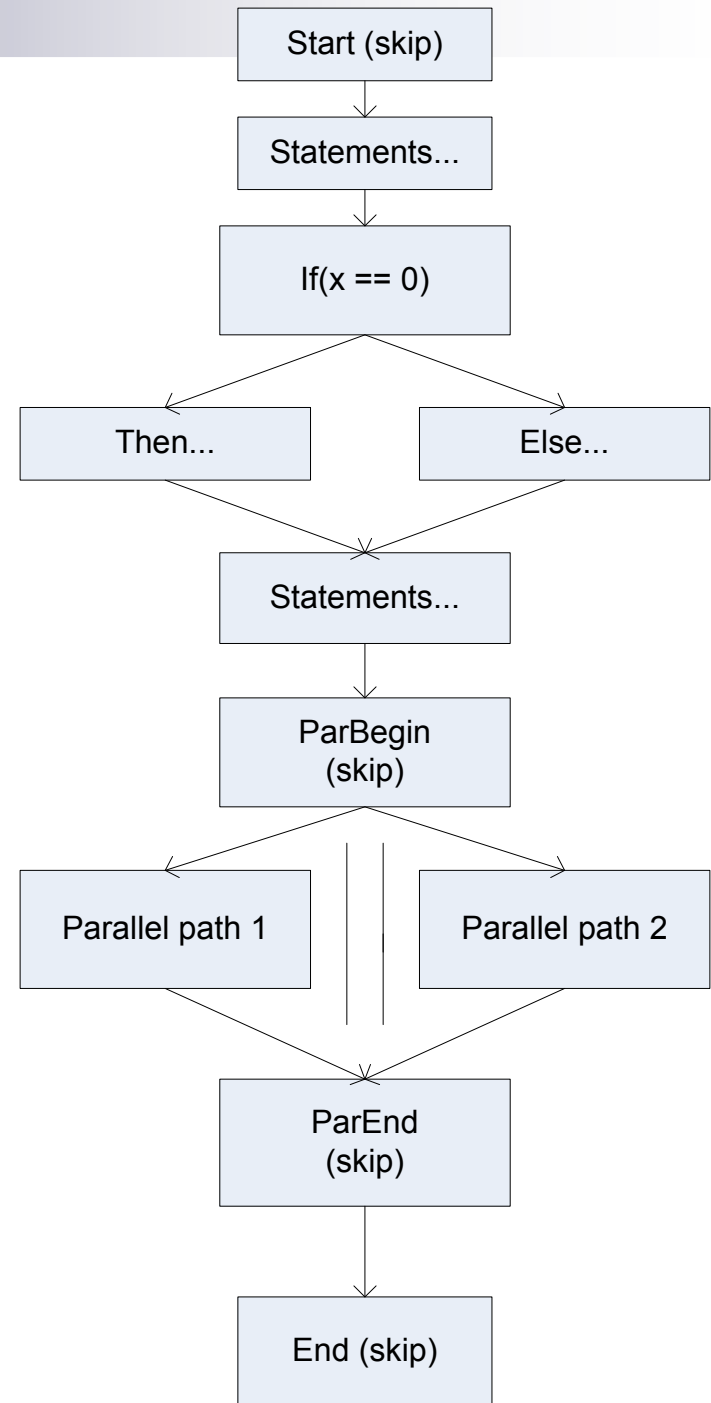 Start (skip)
Statements...
If(x == 0)
Then...
Else...
Statements...
ParBegin
(skip)
Parallel path 1
Parallel path 2
ParEnd
(skip)
End (skip)